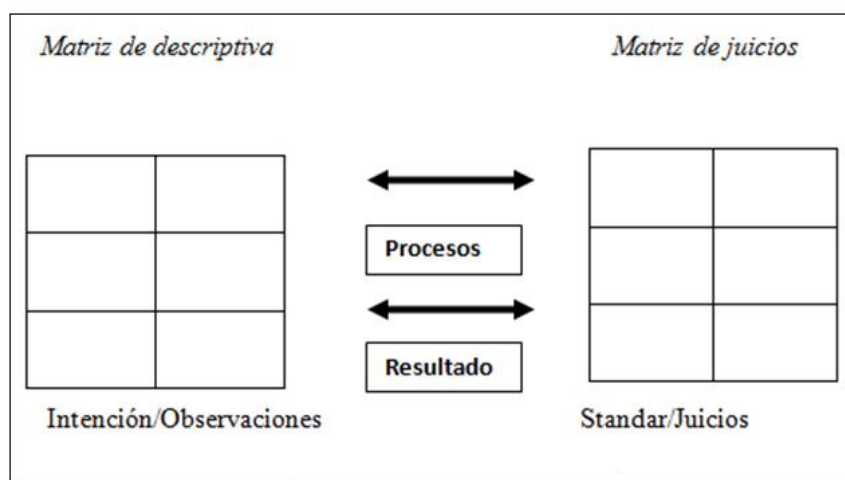 Matriz de descriptiva
Matriz de juicios
Procesos
Resultado
Intención/Observaciones
Standar/Juicios